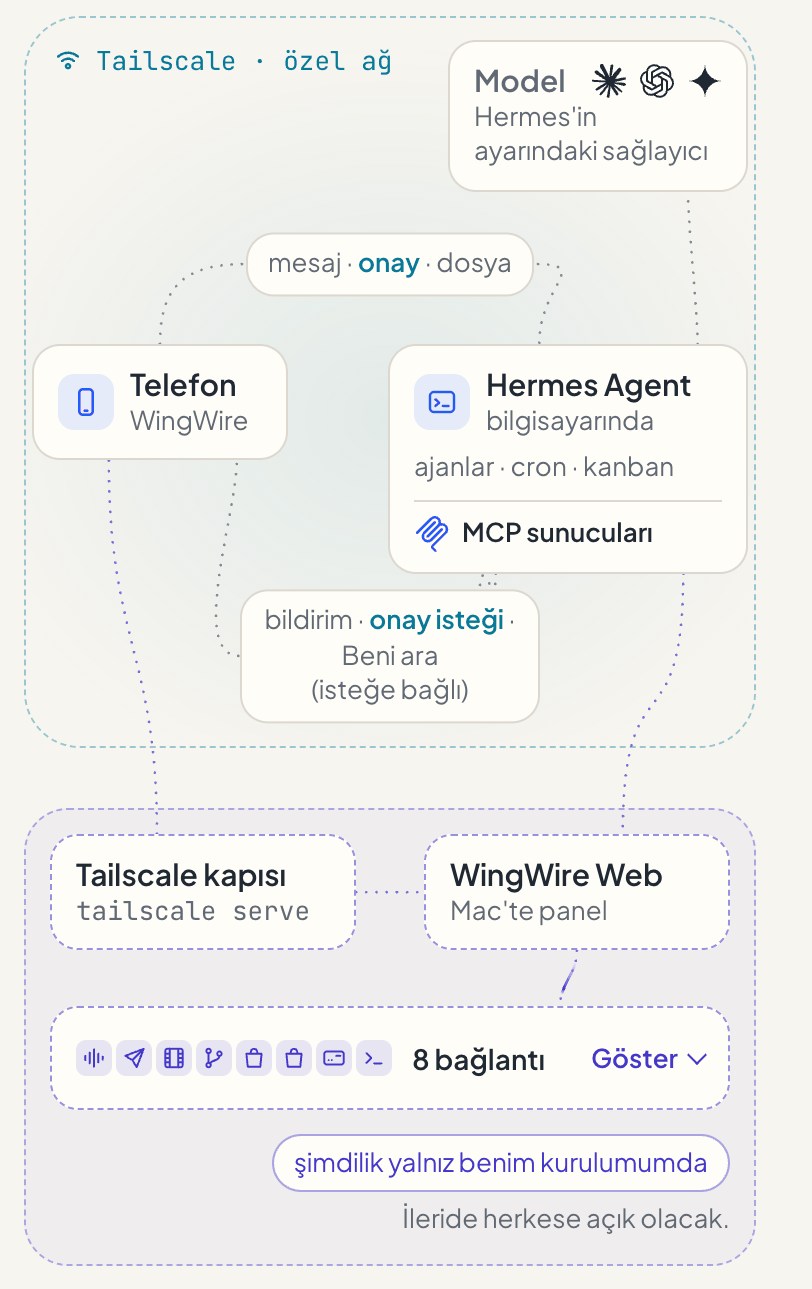 Tailscale · özel ağ
Model
Hermes'in
ayarındaki sağlayıcı
mesaj · onay · dosya
Telefon
WingWire
Hermes Agent
bilgisayarında
ajanlar · cron · kanban
MCP sunucuları
bildirim · onay isteği ·
Beni ara
(isteğe bağlı)
Tailscale kapısı
tailscale serve
WingWire Web
Mac'te panel
8 bağlantı
Göster
şimdilik yalnız benim kurulumumda
İleride herkese açık olacak.